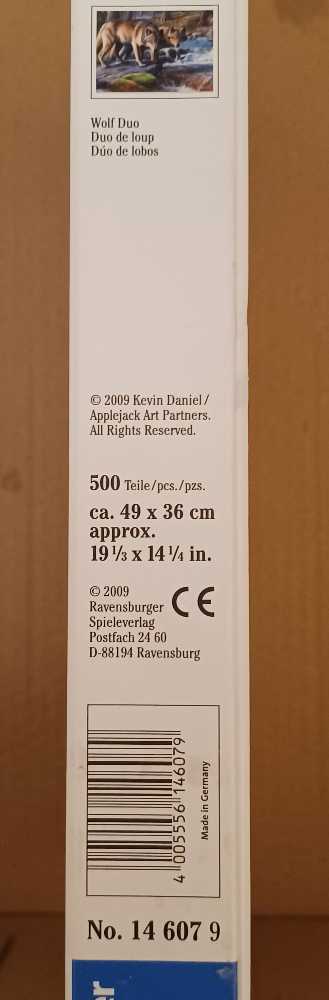 Wolf Duo
Duo de loup
Dúo de lobos
© 2009 Kevin Daniel/
Applejack Art Partners.
All Rights Reserved.
500 Teile/pcs./pzs.
ca. 49 x 36 cm
approx.
19 1/3 x 14 1/4 in.
© 2009
Ravensburger
Spieleverlag
Postfach 24 60
D-88194 Ravensburg
CE
4 005556 146079
Made in Germany
No. 14 607 9
er